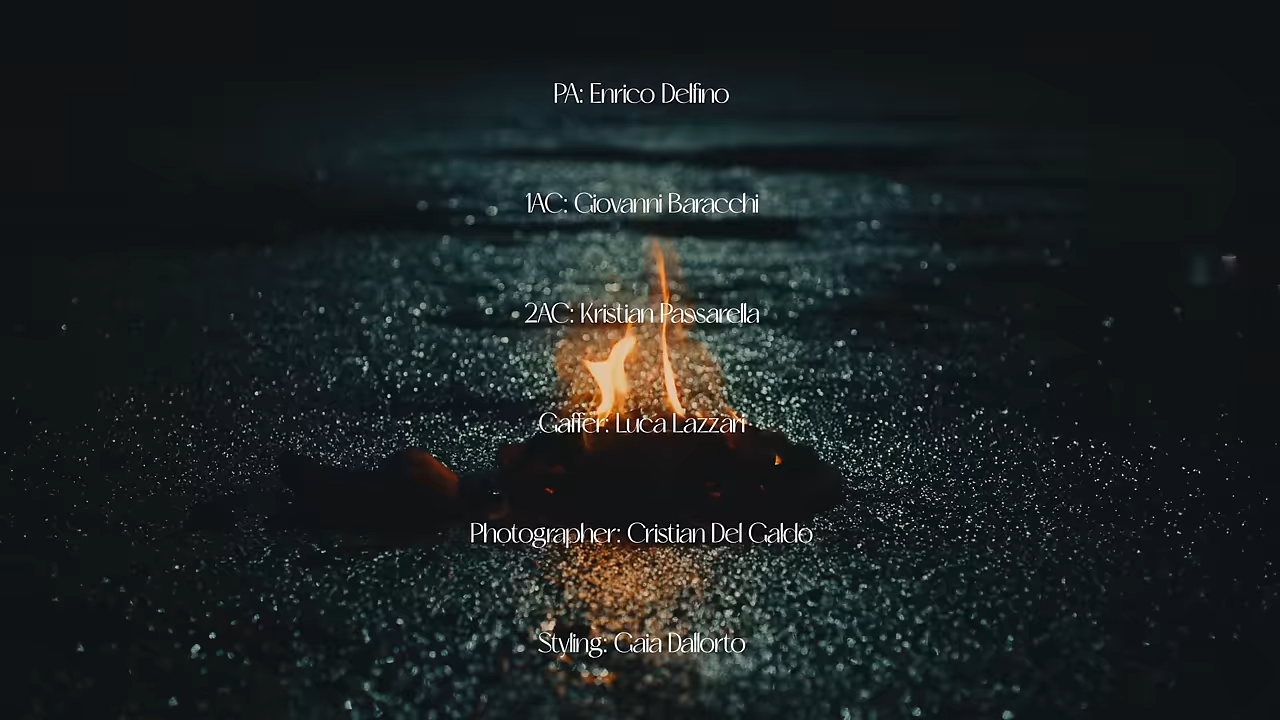 PA: Enrico Delfino
1AC: Giovanni Baracchi
2AC: Kristian Passarella
Gaffer: Luca Lazzari
Photographer: Cristian Del Galdo
Styling: Gaia Dallorto